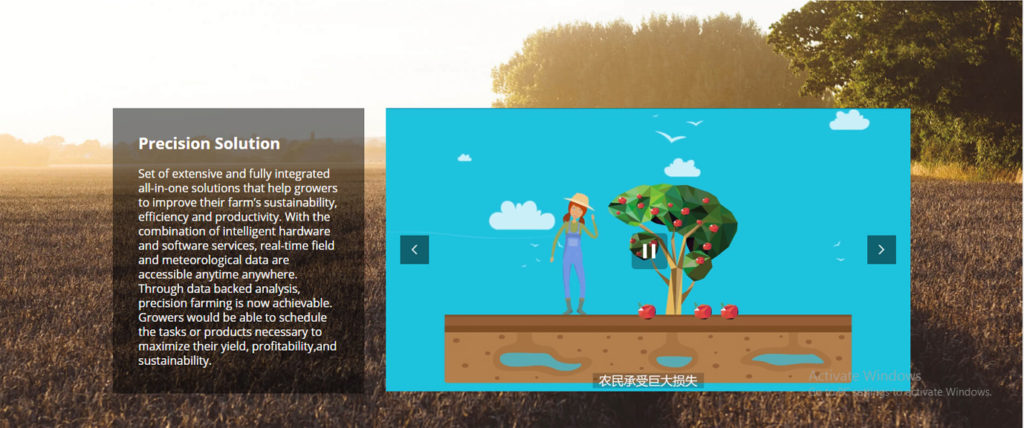 Precision Solution
Set of extensive and fully integrated
all-in-one solutions that help growers
to improve their farm's sustainability,
efficiency and productivity. With the
combination of intelligent hardware
and software services, real-time field
and meteorological data are
accessible anytime anywhere.
Through data backed analysis,
precision farming is now achievable.
Growers would be able to schedule
the tasks or products necessary to
maximize their yield, profitability,and
sustainability.
农民承受巨大损失
Activate Windows
to activate Windows.